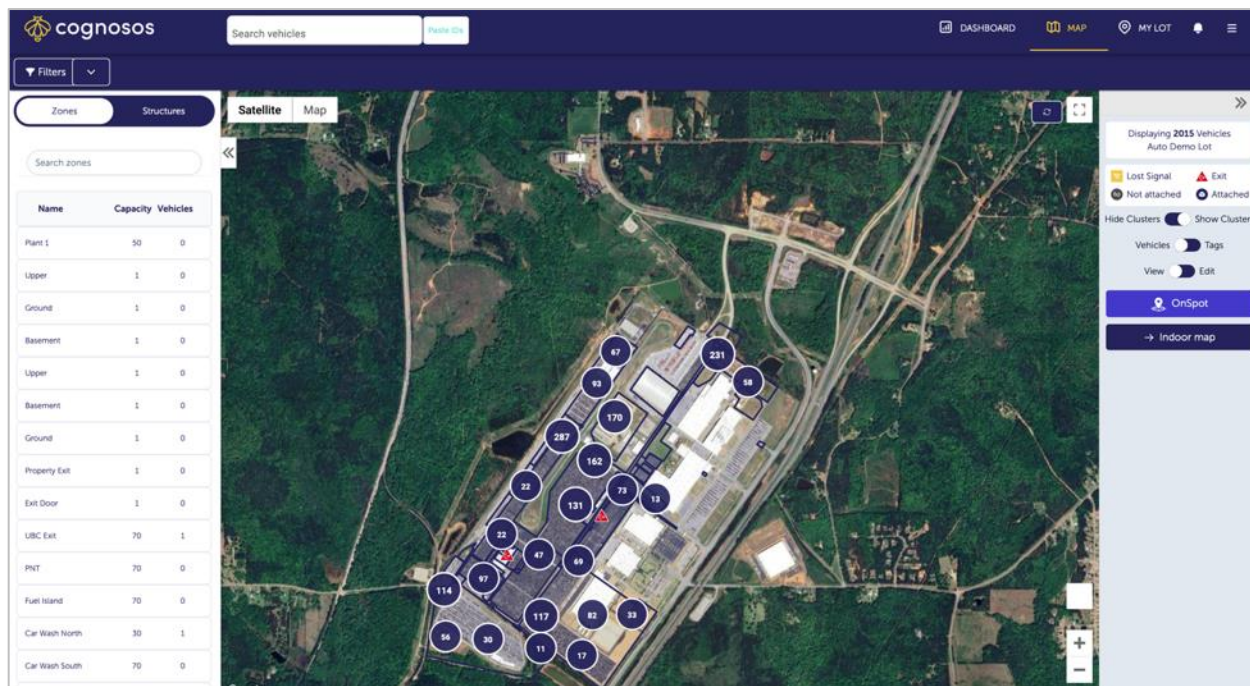 cognosos
Search vehicles
Paste IDs
DASHBOARD
MAP
MY LOT
Filters
Zones
Structures
Search zones
Name Capacity Vehicles
Plant 1 50 0
Upper 1 0
Ground 1 0
Basement 1 0
Upper 1 0
Basement 1 0
Ground 1 0
Property Exit 1 0
Exit Door 1 0
UBC Exit 70 1
PNT 70 0
Fuel Island 70 0
Car Wash North 30 1
Car Wash South 70 0
Satellite Map
67
231
93
58
170
287
162
22
73
13
131
22
47
69
97
114
117
82
33
56
30
11
17
Displaying 2015 Vehicles
Auto Demo Lot
Lost Signal Exit
Not attached Attached
Hide Clusters Show Cluster
Vehicles Tags
View Edit
OnSpot
→ Indoor map
+
−